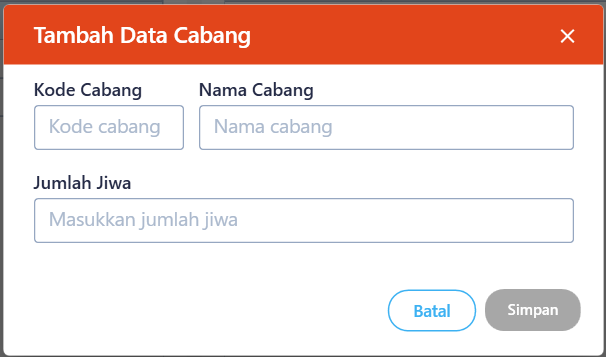 Tambah Data Cabang
Kode Cabang Nama Cabang
Kode cabang Nama cabang
Jumlah Jiwa
Masukkan jumlah jiwa
Batal Simpan